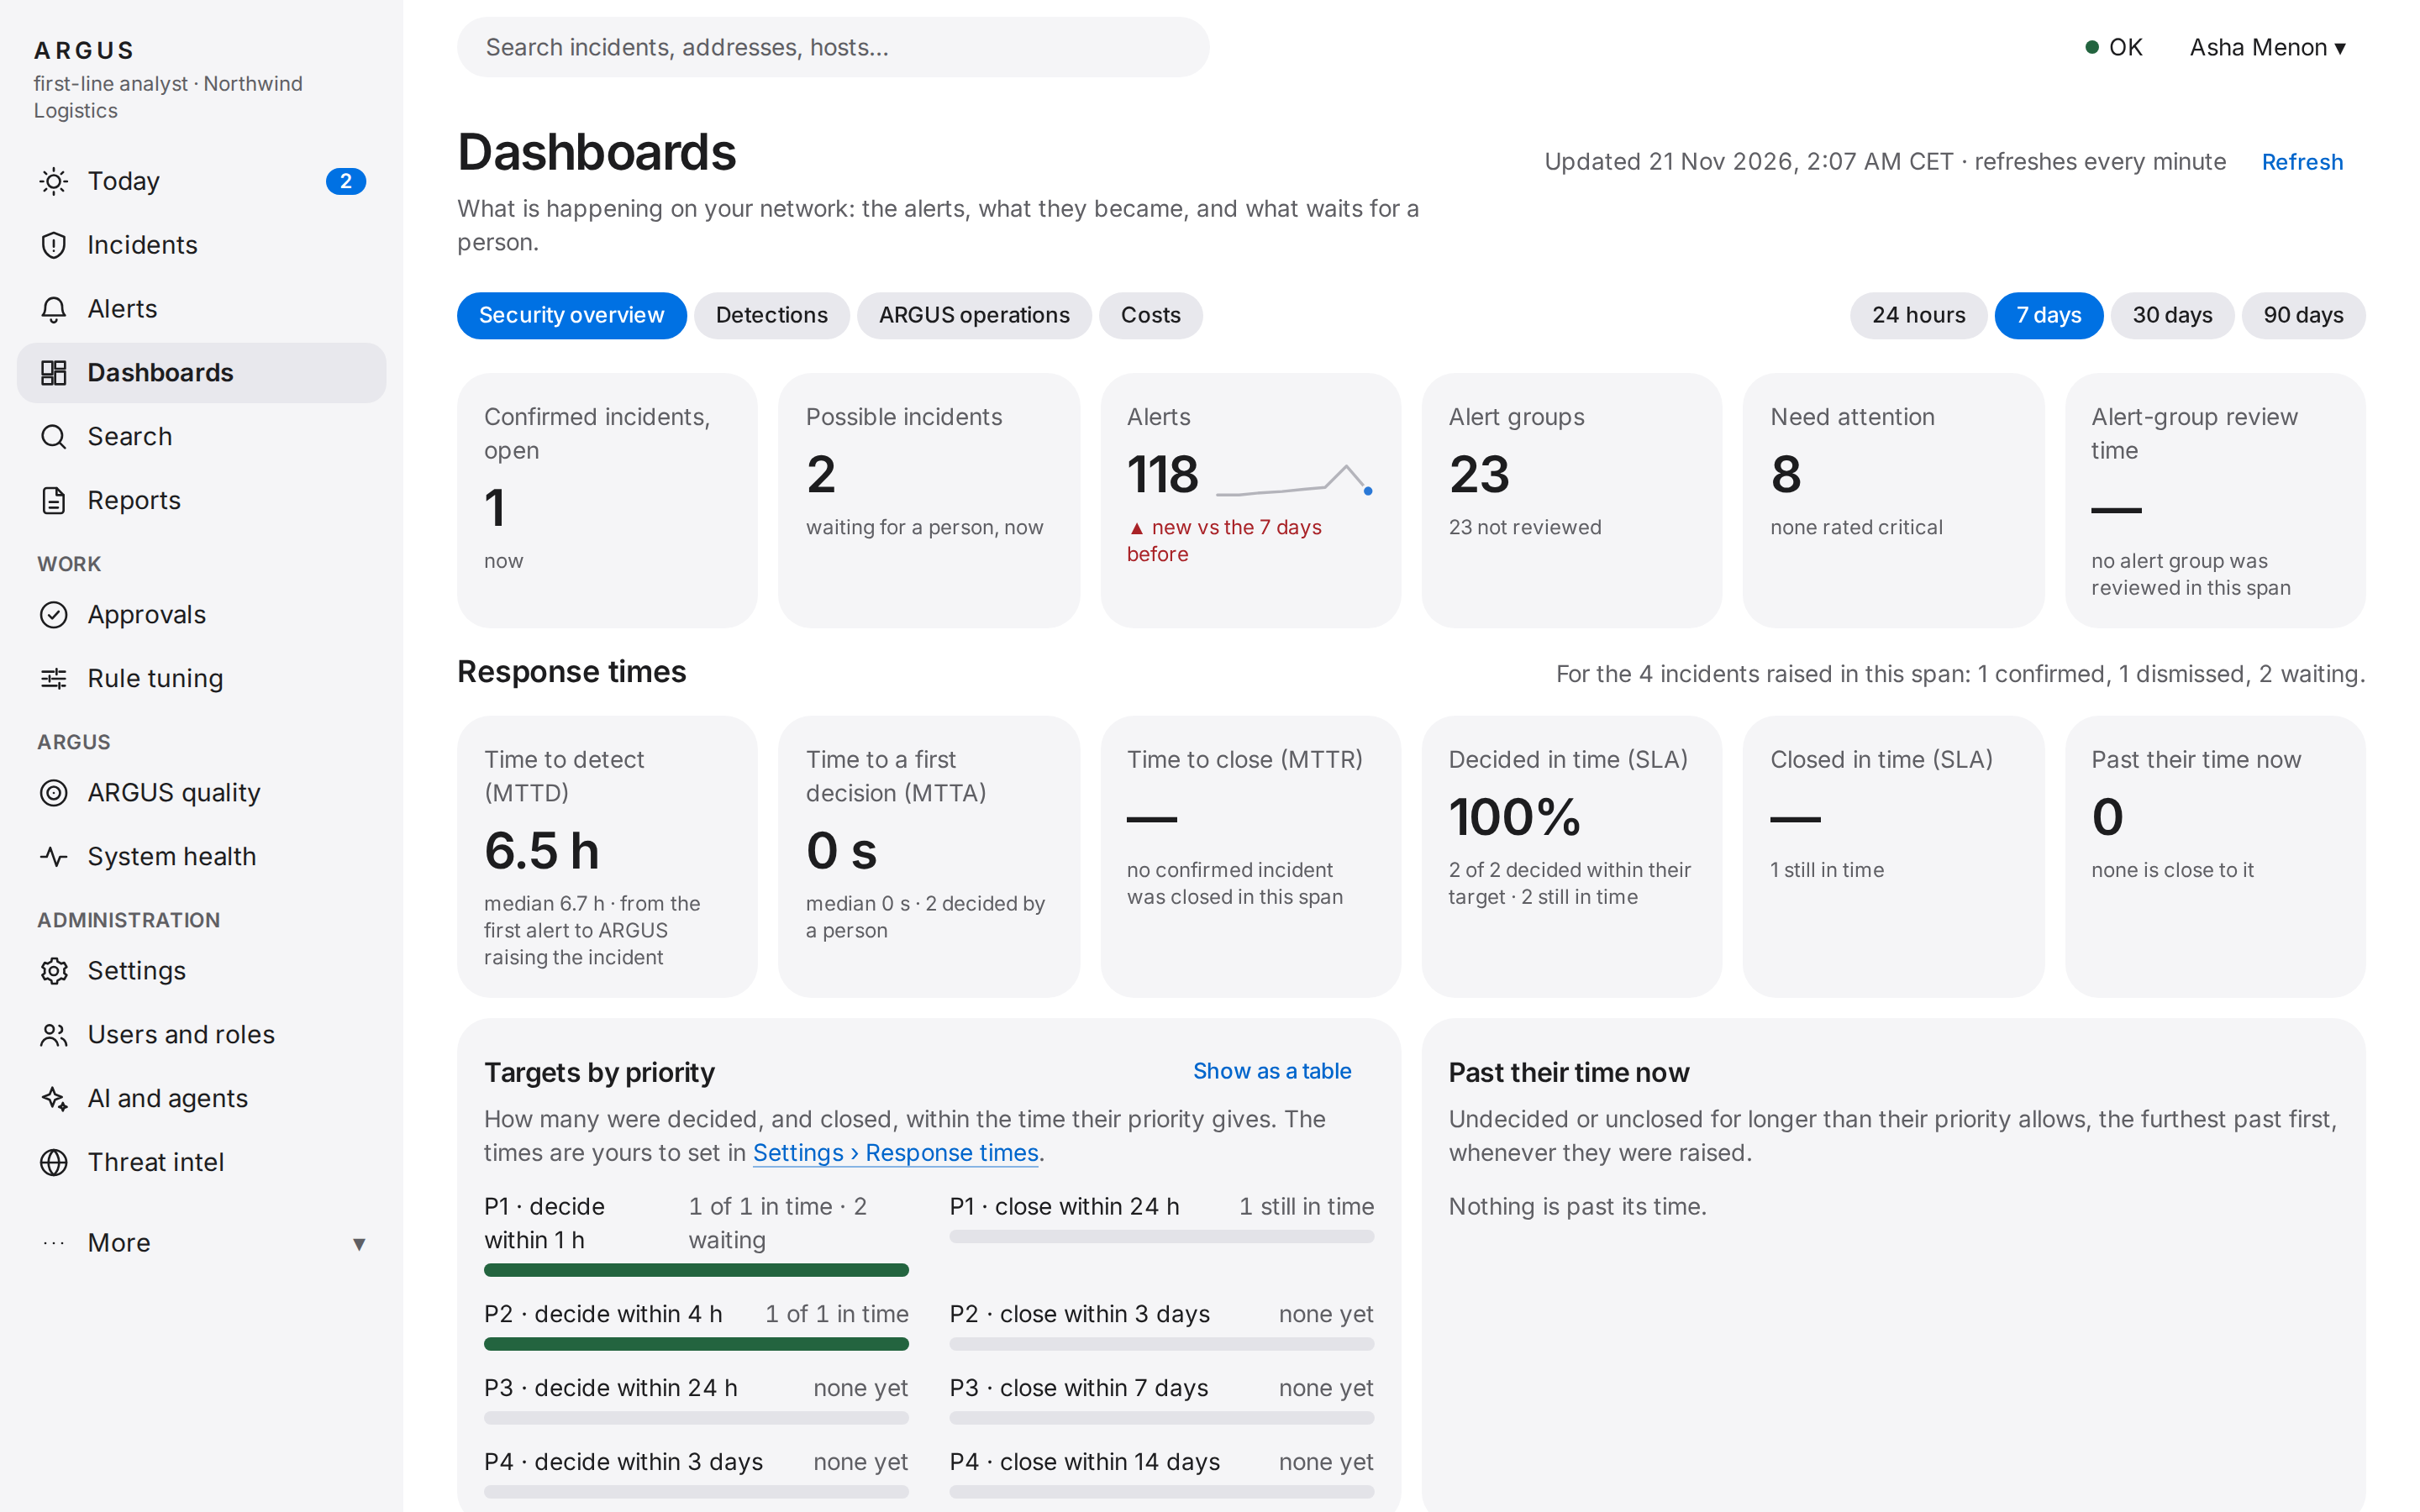 ARGUS
first-line analyst · Northwind
Logistics
Today 2
Incidents
Alerts
Dashboards
Search
Reports
WORK
Approvals
Rule tuning
ARGUS
ARGUS quality
System health
ADMINISTRATION
Settings
Users and roles
AI and agents
Threat intel
··· More ▾
Search incidents, addresses, hosts...
OK Asha Menon ▾
Dashboards
Updated 21 Nov 2026, 2:07 AM CET · refreshes every minute Refresh
What is happening on your network: the alerts, what they became, and what waits for a
person.
Security overview Detections ARGUS operations Costs
24 hours 7 days 30 days 90 days
Confirmed incidents,
open
1
now
Possible incidents
2
waiting for a person, now
Alerts
118
▲ new vs the 7 days
before
Alert groups
23
23 not reviewed
Need attention
8
none rated critical
Alert-group review
time
—
no alert group was
reviewed in this span
Response times
For the 4 incidents raised in this span: 1 confirmed, 1 dismissed, 2 waiting.
Time to detect
(MTTD)
6.5 h
median 6.7 h · from the
first alert to ARGUS
raising the incident
Time to a first
decision (MTTA)
0 s
median 0 s · 2 decided by
a person
Time to close (MTTR)
—
no confirmed incident
was closed in this span
Decided in time (SLA)
100%
2 of 2 decided within their
target · 2 still in time
Closed in time (SLA)
—
1 still in time
Past their time now
0
none is close to it
Targets by priority
Show as a table
How many were decided, and closed, within the time their priority gives. The
times are yours to set in Settings › Response times.
P1 · decide
within 1 h
1 of 1 in time · 2
waiting
P1 · close within 24 h 1 still in time
P2 · decide within 4 h 1 of 1 in time
P2 · close within 3 days none yet
P3 · decide within 24 h none yet
P3 · close within 7 days none yet
P4 · decide within 3 days none yet
P4 · close within 14 days none yet
Past their time now
Undecided or unclosed for longer than their priority allows, the furthest past first,
whenever they were raised.
Nothing is past its time.